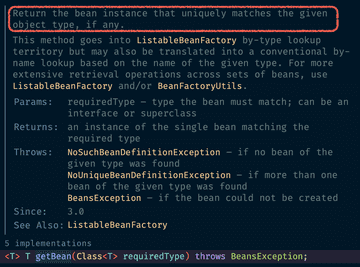 Return the bean instance that uniquely matches the given
object type, if any.
This method goes into ListableBeanFactory by-type lookup
territory but may also be translated into a conventional by-
name lookup based on the name of the given type. For more
extensive retrieval operations across sets of beans, use
ListableBeanFactory and/or BeanFactoryUtils.
Params: requiredType – type the bean must match; can be an
interface or superclass
Returns: an instance of the single bean matching the
required type
Throws: NoSuchBeanDefinitionException – if no bean of the
given type was found
NoUniqueBeanDefinitionException – if more than
one bean of the given type was found
BeansException – if the bean could not be created
Since: 3.0
See Also: ListableBeanFactory
5 implementations
<T> T getBean(Class<T> requiredType) throws BeansException;